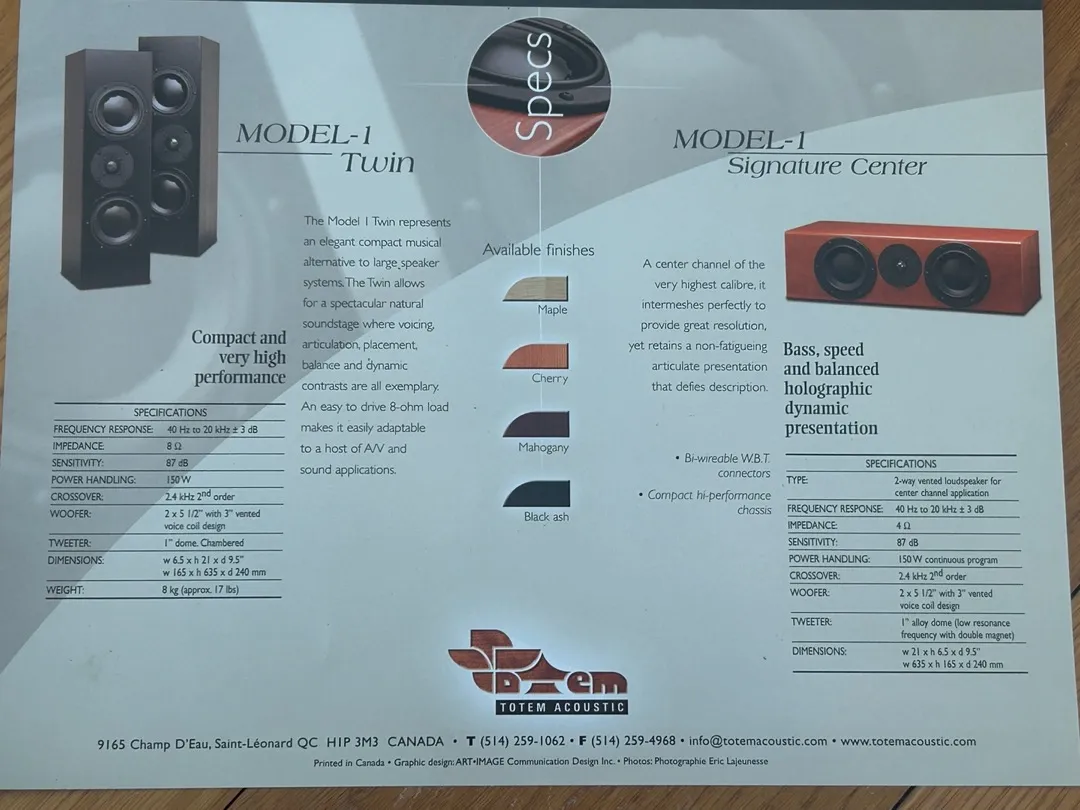 Specs
MODEL-1
Twin
The Model 1 Twin represents
an elegant compact musical
alternative to large speaker
systems. The Twin allows
for a spectacular natural
soundstage where voicing,
articulation, placement,
balance and dynamic
contrasts are all exemplary.
An easy to drive 8-ohm load
makes it easily adaptable
to a host of A/V and
sound applications.
Compact and
very high
performance
SPECIFICATIONS
FREQUENCY RESPONSE: 40 Hz to 20 kHz ± 3 dB
IMPEDANCE: 8 Ω
SENSITIVITY: 87 dB
POWER HANDLING: 150 W
CROSSOVER: 2.4 kHz 2nd order
WOOFER: 2 x 5 1/2" with 3" vented
voice coil design
TWEETER: 1" dome. Chambered
DIMENSIONS: w 6.5 x h 21 x d 9.5"
w 165 x h 635 x d 240 mm
WEIGHT: 8 kg (approx. 17 lbs)
Available finishes
Maple
Cherry
Mahogany
Black ash
MODEL-1
Signature Center
A center channel of the
very highest calibre, it
intermeshes perfectly to
provide great resolution,
yet retains a non-fatigueing
articulate presentation
that defies description.
• Bi-wireable W.B.T.
connectors
• Compact hi-performance
chassis
Bass, speed
and balanced
holographic
dynamic
presentation
SPECIFICATIONS
TYPE: 2-way vented loudspeaker for
center channel application
FREQUENCY RESPONSE: 40 Hz to 20 kHz ± 3 dB
IMPEDANCE: 4 Ω
SENSITIVITY: 87 dB
POWER HANDLING: 150 W continuous program
CROSSOVER: 2.4 kHz 2nd order
WOOFER: 2 x 5 1/2" with 3" vented
voice coil design
TWEETER: 1" alloy dome (low resonance
frequency with double magnet)
DIMENSIONS: w 21 x h 6.5 x d 9.5"
w 635 x h 165 x d 240 mm
Totem
TOTEM ACOUSTIC
9165 Champ D'Eau, Saint-Léonard QC H1P 3M3 CANADA • T (514) 259-1062 • F (514) 259-4968 • info@totemacoustic.com • www.totemacoustic.com
Printed in Canada • Graphic design: ART•IMAGE Communication Design Inc. • Photos: Photographie Eric Lajeunesse